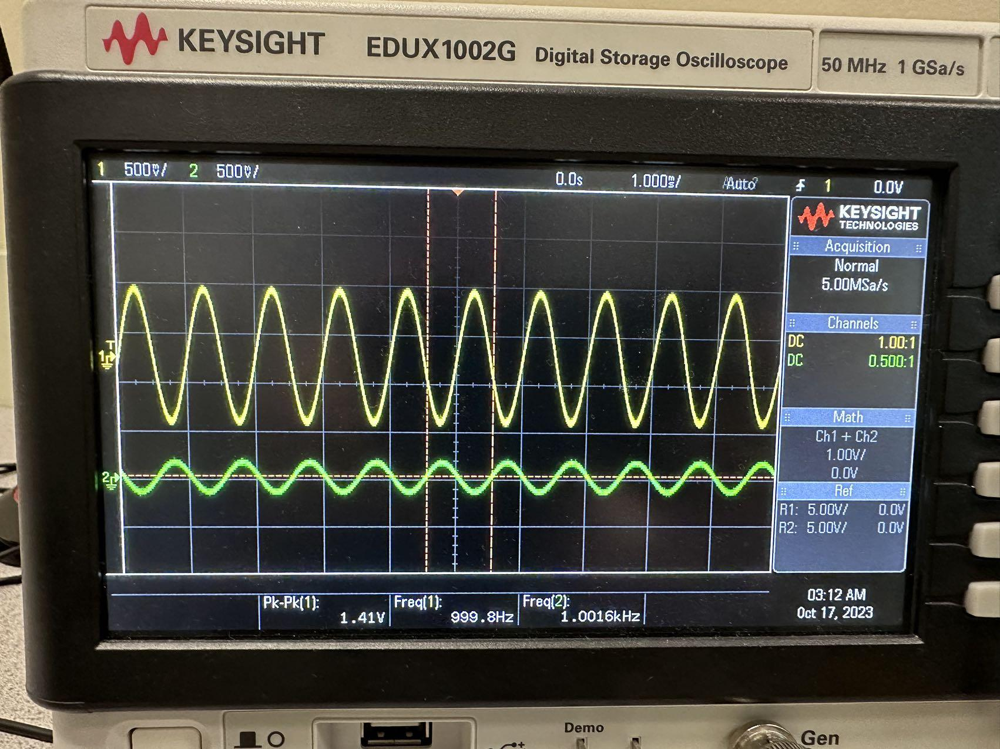 KEYSIGHT EDUX1002G Digital Storage Oscilloscope 50 MHz 1 GSa/s
1 500mV/ 2 500mV/ 0.0s 1.000ms/ Auto? 1 0.0V
KEYSIGHT
TECHNOLOGIES
Acquisition
Normal
5.00MSa/s
Channels
DC 1.00:1
DC 0.500:1
T
1
Math
Ch1 + Ch2
1.00V/
0.0V
2
Ref
R1: 5.00V/ 0.0V
R2: 5.00V/ 0.0V
Pk-Pk(1): Freq(1): Freq(2):
1.41V 999.8Hz 1.0016kHz
03:12 AM
Oct 17, 2023
Demo
Gen